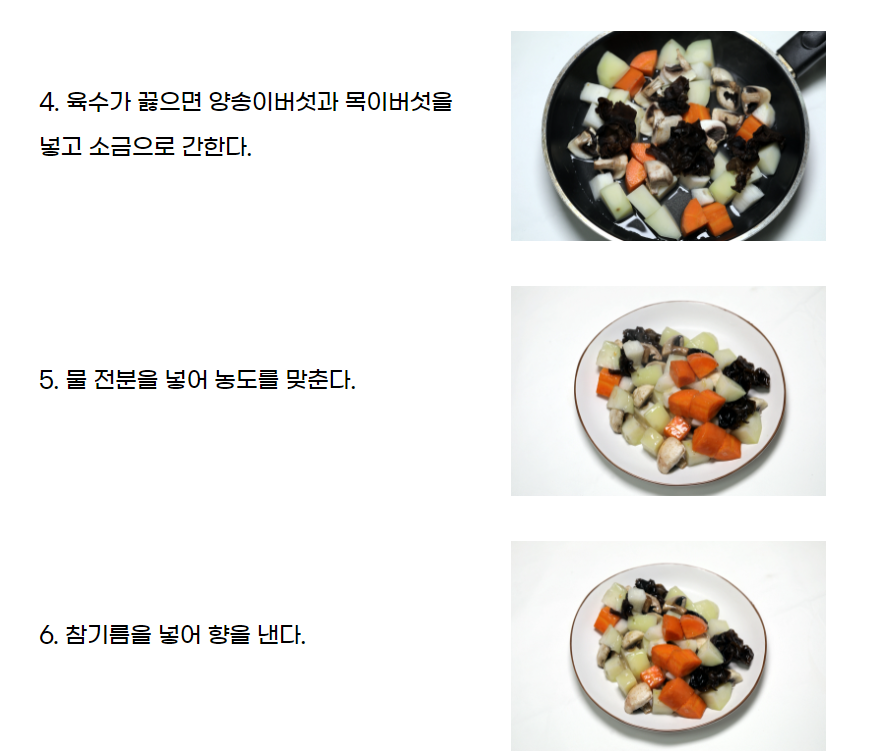 4. 육수가 끓으면 양송이버섯과 목이버섯을
넣고 소금으로 간한다.
5. 물 전분을 넣어 농도를 맞춘다.
6. 참기름을 넣어 향을 낸다.